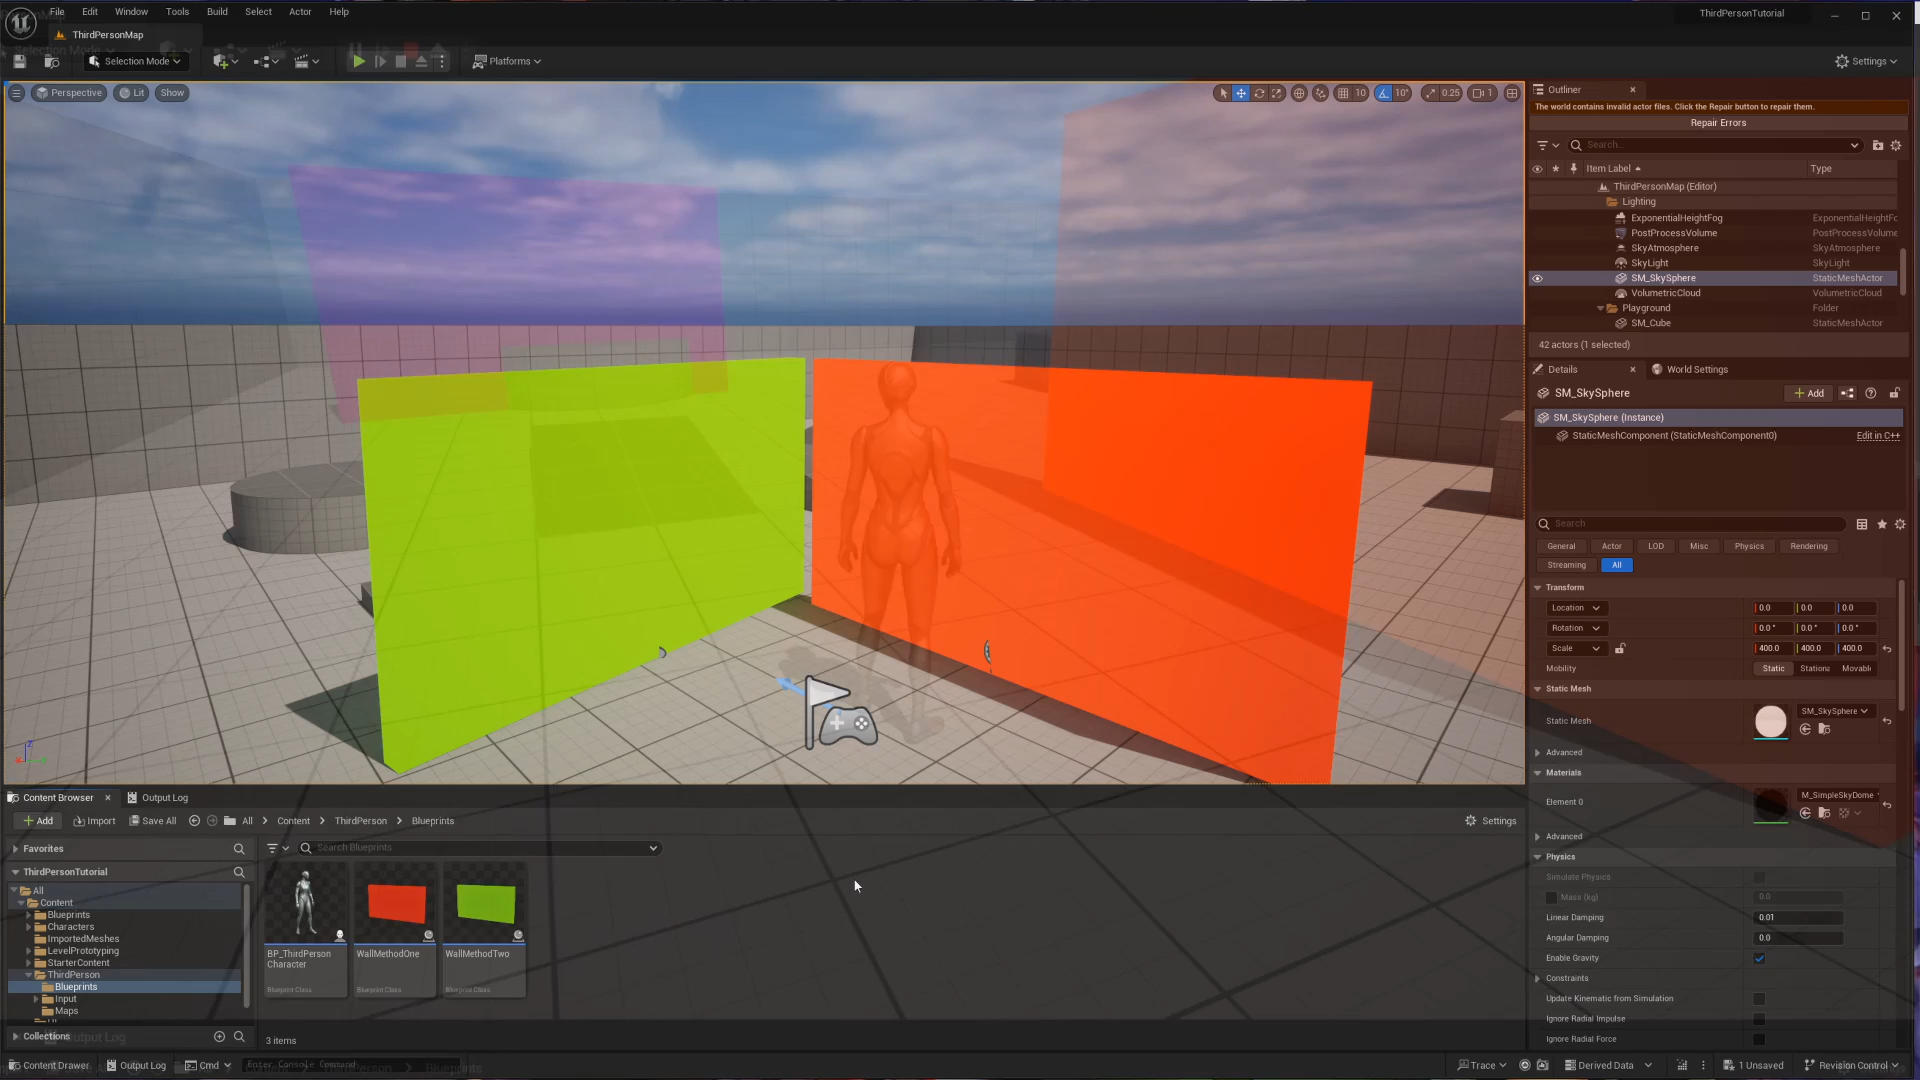 File Edit Window Tools Build Select Actor Help
ThirdPersonTutorial
ThirdPersonMap
Selection Mode
Platforms
Settings
Perspective Lit Show
10 10° 0.25 1
Outliner
The world contains invalid actor files. Click the Repair button to repair them.
Repair Errors
Search...
Item Label Type
ThirdPersonMap (Editor)
Lighting
ExponentialHeightFog ExponentialHeightFo
PostProcessVolume PostProcessVolume
SkyAtmosphere SkyAtmosphere
SkyLight SkyLight
SM_SkySphere StaticMeshActor
VolumetricCloud VolumetricCloud
Playground Folder
SM_Cube StaticMeshActor
42 actors (1 selected)
Details World Settings
SM_SkySphere Add
SM_SkySphere (Instance)
StaticMeshComponent (StaticMeshComponent0) Edit in C++
Search
General Actor LOD Misc Physics Rendering
Streaming All
Transform
Location 0.0 0.0 0.0
Rotation 0.0 ° 0.0 ° 0.0 °
Scale 400.0 400.0 400.0
Mobility Static Stationa Movabl
Static Mesh
Static Mesh SM_SkySphere
Advanced
Materials
Element 0 M_SimpleSkyDome
Advanced
Physics
Simulate Physics
Mass (kg) 0.0
Linear Damping 0.01
Angular Damping 0.0
Enable Gravity
Constraints
Update Kinematic from Simulation
Ignore Radial Impulse
Ignore Radial Force
Content Browser Output Log
Add Import Save All All Content ThirdPerson Blueprints Settings
Favorites
Search Blueprints
ThirdPersonTutorial
All
Content
Blueprints
Characters
ImportedMeshes
LevelPrototyping
StarterContent
ThirdPerson
Blueprints
Input
Maps
Collections
BP_ThirdPerson
Character
Blueprint Class
WallMethodOne
Blueprint Class
WallMethodTwo
Blueprint Class
3 items
Content Drawer Output Log Cmd Enter Console Command Trace Derived Data 1 Unsaved Revision Control